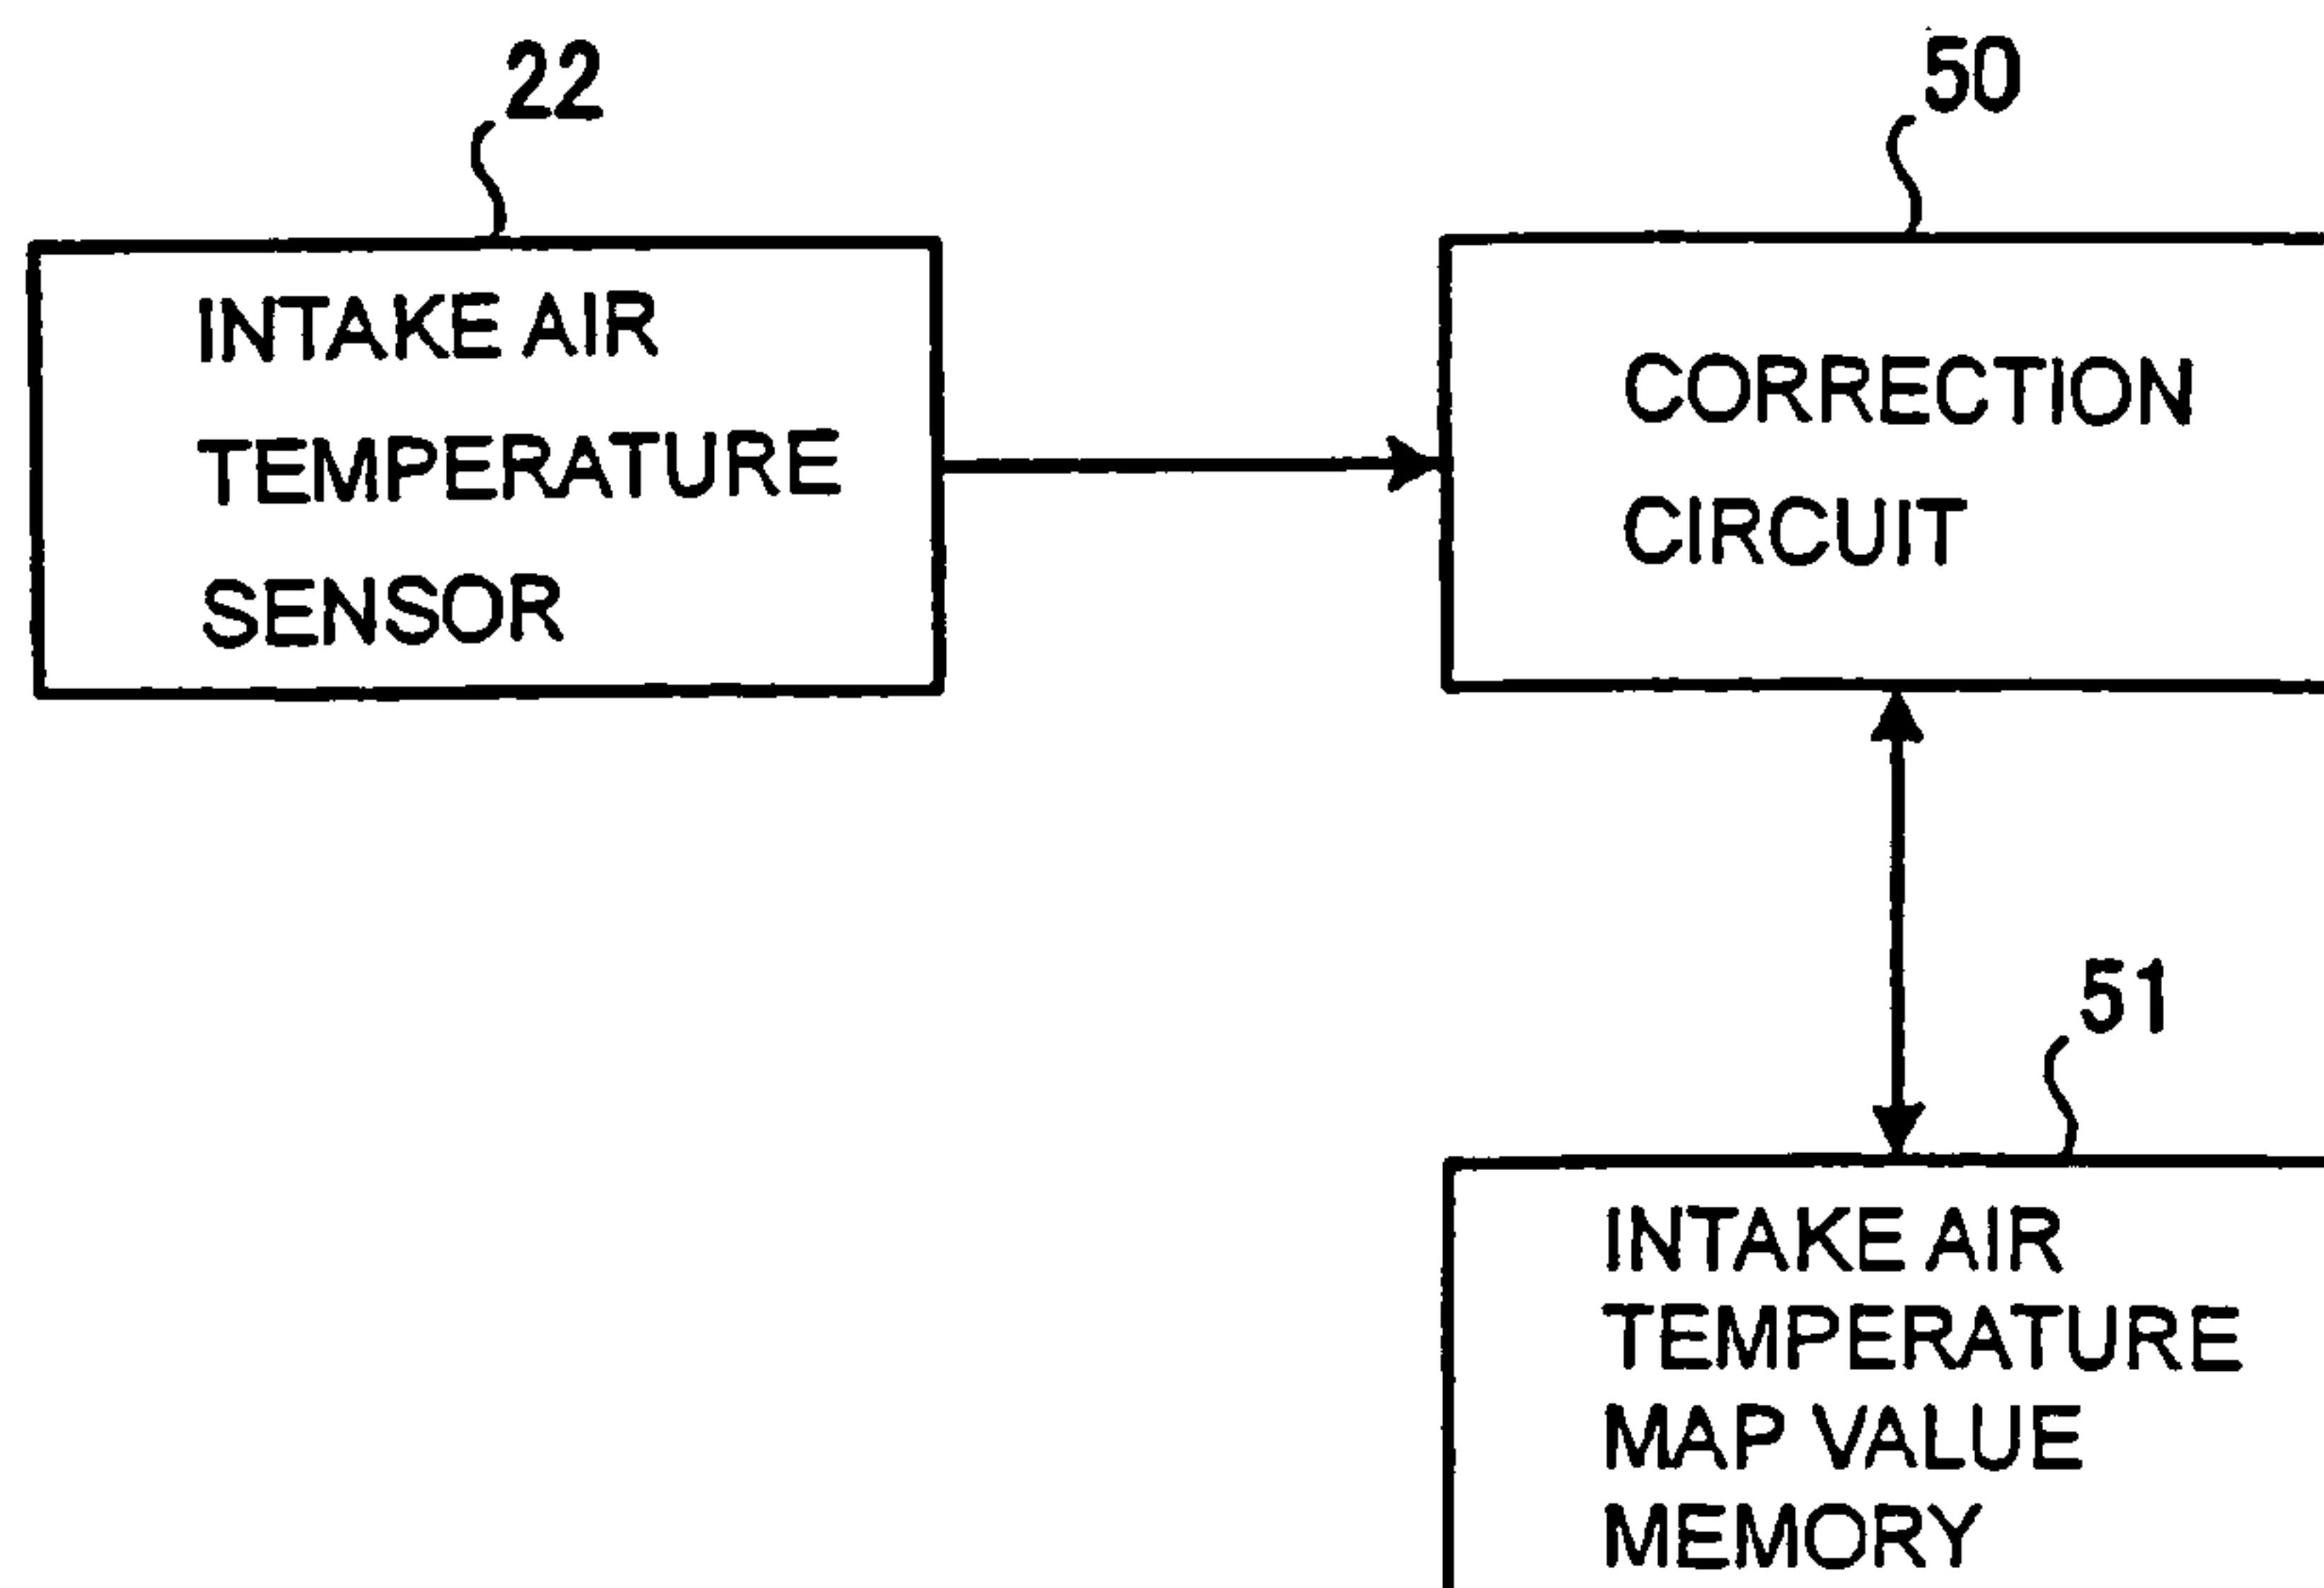 22
INTAKE AIR
TEMPERATURE
SENSOR
50
CORRECTION
CIRCUIT
51
INTAKE AIR
TEMPERATURE
MAP VALUE
MEMORY